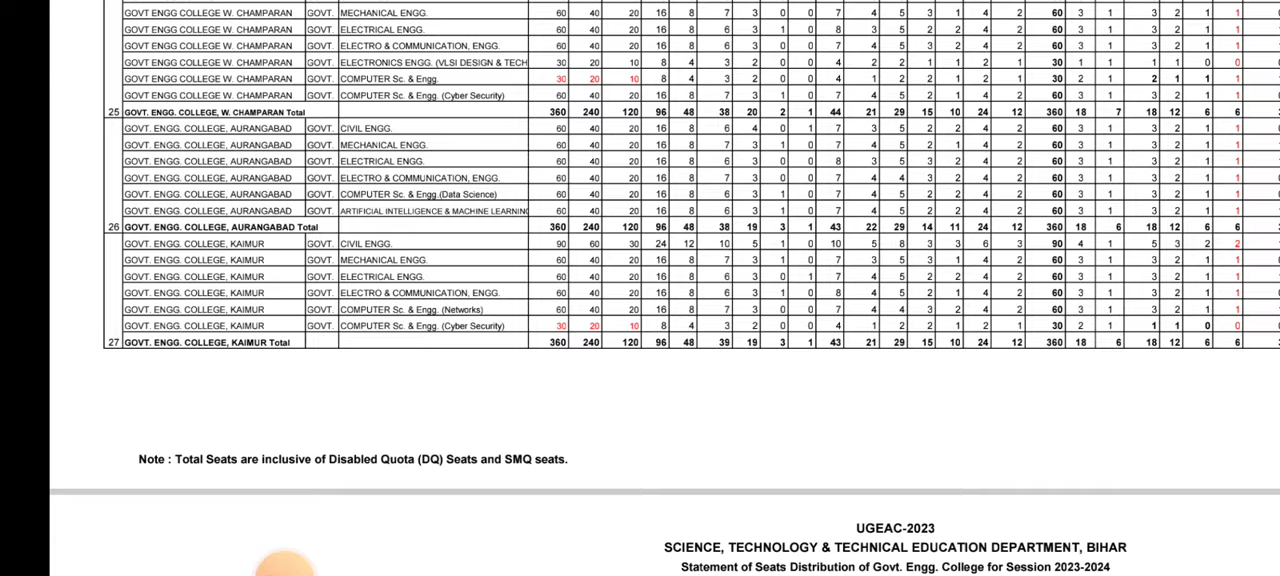 GOVT ENGG COLLEGE W. CHAMPARAN GOVT. MECHANICAL ENGG. 60 40 20 16 8 7 3 0 0 7 4 5 3 1 4 2 60 3 1 3 2 1 1
GOVT ENGG COLLEGE W. CHAMPARAN GOVT. ELECTRICAL ENGG. 60 40 20 16 8 6 3 1 0 8 3 5 2 2 4 2 60 3 1 3 2 1 1
GOVT ENGG COLLEGE W. CHAMPARAN GOVT. ELECTRO & COMMUNICATION, ENGG. 60 40 20 16 8 6 3 0 0 7 4 5 3 2 4 2 60 3 1 3 2 1 1
GOVT ENGG COLLEGE W. CHAMPARAN GOVT. ELECTRONICS ENGG. (VLSI DESIGN & TECH 30 20 10 8 4 3 2 0 0 4 2 2 1 1 2 1 30 1 1 1 1 0 0
GOVT ENGG COLLEGE W. CHAMPARAN GOVT. COMPUTER Sc. & Engg. 30 20 10 8 4 3 2 0 0 4 1 2 2 1 2 1 30 2 1 2 1 1 1
GOVT ENGG COLLEGE W. CHAMPARAN GOVT. COMPUTER Sc. & Engg. (Cyber Security) 60 40 20 16 8 7 3 1 0 7 4 5 2 1 4 2 60 3 1 3 2 1 1
25 GOVT. ENGG. COLLEGE, W. CHAMPARAN Total 360 240 120 96 48 38 20 2 1 44 21 29 15 10 24 12 360 18 7 18 12 6 6
GOVT. ENGG. COLLEGE, AURANGABAD GOVT. CIVIL ENGG. 60 40 20 16 8 6 4 0 1 7 3 5 2 2 4 2 60 3 1 3 2 1 1
GOVT. ENGG. COLLEGE, AURANGABAD GOVT. MECHANICAL ENGG. 60 40 20 16 8 7 3 1 0 7 4 5 2 1 4 2 60 3 1 3 2 1 1
GOVT. ENGG. COLLEGE, AURANGABAD GOVT. ELECTRICAL ENGG. 60 40 20 16 8 6 3 0 0 8 3 5 3 2 4 2 60 3 1 3 2 1 1
GOVT. ENGG. COLLEGE, AURANGABAD GOVT. ELECTRO & COMMUNICATION, ENGG. 60 40 20 16 8 7 3 0 0 7 4 4 3 2 4 2 60 3 1 3 2 1 1
GOVT. ENGG. COLLEGE, AURANGABAD GOVT. COMPUTER Sc. & Engg.(Data Science) 60 40 20 16 8 6 3 1 0 7 4 5 2 2 4 2 60 3 1 3 2 1 1
GOVT. ENGG. COLLEGE, AURANGABAD GOVT. ARTIFICIAL INTELLIGENCE & MACHINE LEARNING 60 40 20 16 8 6 3 1 0 7 4 5 2 2 4 2 60 3 1 3 2 1 1
26 GOVT. ENGG. COLLEGE, AURANGABAD Total 360 240 120 96 48 38 19 3 1 43 22 29 14 11 24 12 360 18 6 18 12 6 6
GOVT. ENGG. COLLEGE, KAIMUR GOVT. CIVIL ENGG. 90 60 30 24 12 10 5 1 0 10 5 8 3 3 6 3 90 4 1 5 3 2 2
GOVT. ENGG. COLLEGE, KAIMUR GOVT. MECHANICAL ENGG. 60 40 20 16 8 7 3 1 0 7 3 5 3 1 4 2 60 3 1 3 2 1 1
GOVT. ENGG. COLLEGE, KAIMUR GOVT. ELECTRICAL ENGG. 60 40 20 16 8 6 3 0 1 7 4 5 2 2 4 2 60 3 1 3 2 1 1
GOVT. ENGG. COLLEGE, KAIMUR GOVT. ELECTRO & COMMUNICATION, ENGG. 60 40 20 16 8 6 3 1 0 8 4 5 2 1 4 2 60 3 1 3 2 1 1
GOVT. ENGG. COLLEGE, KAIMUR GOVT. COMPUTER Sc. & Engg. (Networks) 60 40 20 16 8 7 3 0 0 7 4 4 3 2 4 2 60 3 1 3 2 1 1
GOVT. ENGG. COLLEGE, KAIMUR GOVT. COMPUTER Sc. & Engg. (Cyber Security) 30 20 10 8 4 3 2 0 0 4 1 2 2 1 2 1 30 2 1 1 1 0 0
27 GOVT. ENGG. COLLEGE, KAIMUR Total 360 240 120 96 48 39 19 3 1 43 21 29 15 10 24 12 360 18 6 18 12 6 6
Note : Total Seats are inclusive of Disabled Quota (DQ) Seats and SMQ seats.
UGEAC-2023
SCIENCE, TECHNOLOGY & TECHNICAL EDUCATION DEPARTMENT, BIHAR
Statement of Seats Distribution of Govt. Engg. College for Session 2023-2024